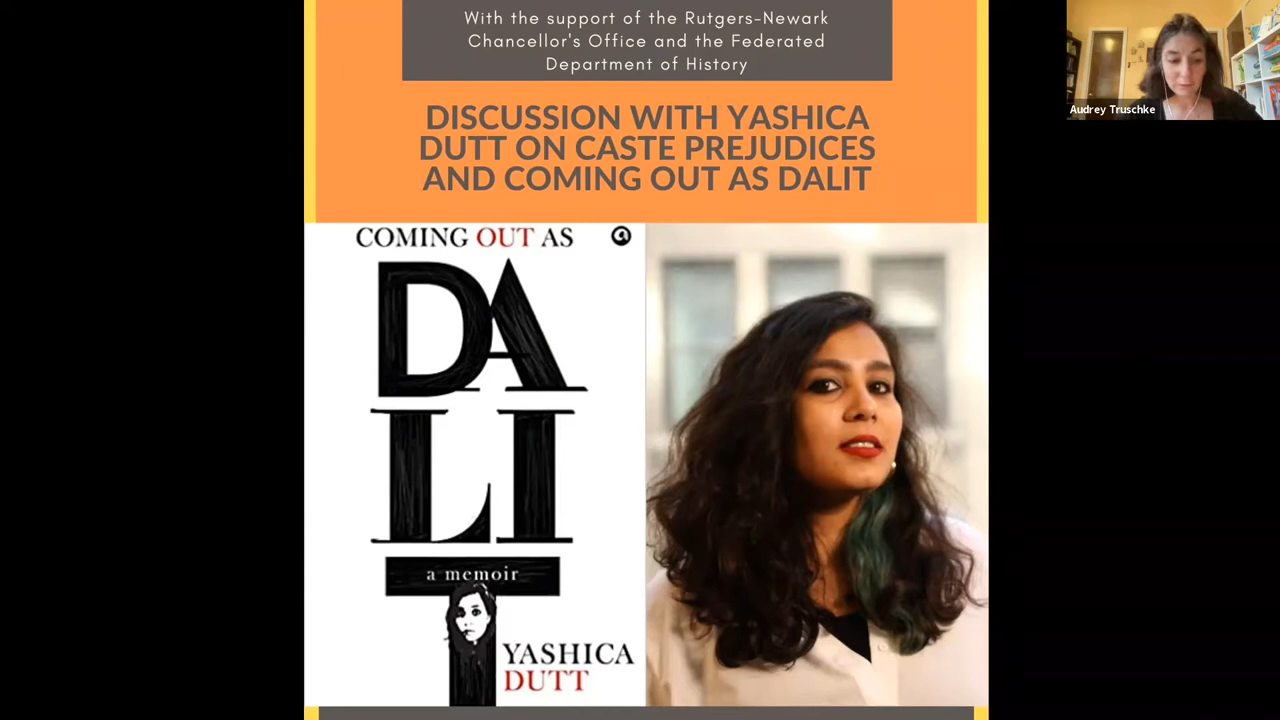 With the support of the Rutgers-Newark
Chancellor's Office and the Federated
Department of History
DISCUSSION WITH YASHICA
DUTT ON CASTE PREJUDICES
AND COMING OUT AS DALIT
COMING OUT AS
DA
LI
T
a memoir
YASHICA
DUTT
Audrey Truschke